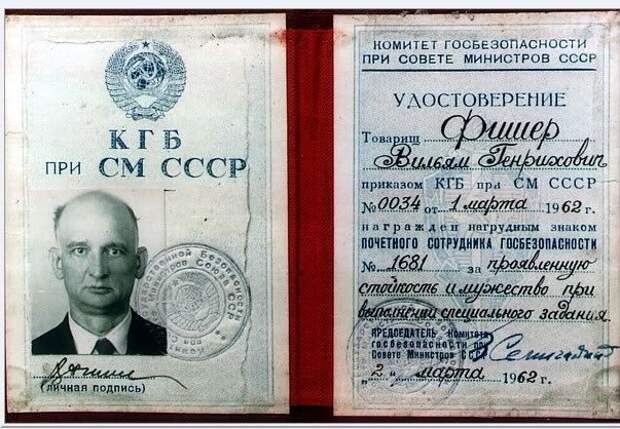 КГБ
ПРИ СМ СССР
(личная подпись)
КОМИТЕТ ГОСБЕЗОПАСНОСТИ
ПРИ СОВЕТЕ МИНИСТРОВ СССР
УДОСТОВЕРЕНИЕ
Товарищ Фишер
Вильям Генрихович
приказом КГБ при СМ СССР
№ 0034 от 1 марта 1962 г.
награжден нагрудным знаком
ПОЧЕТНОГО СОТРУДНИКА ГОСБЕЗОПАСНОСТИ
№ 1681 за проявленную
стойкость и мужество при
выполнении специального задания.
ПРЕДСЕДАТЕЛЬ Комитета
госбезопасности при
Совете Министров СССР
"2" марта 1962 г.